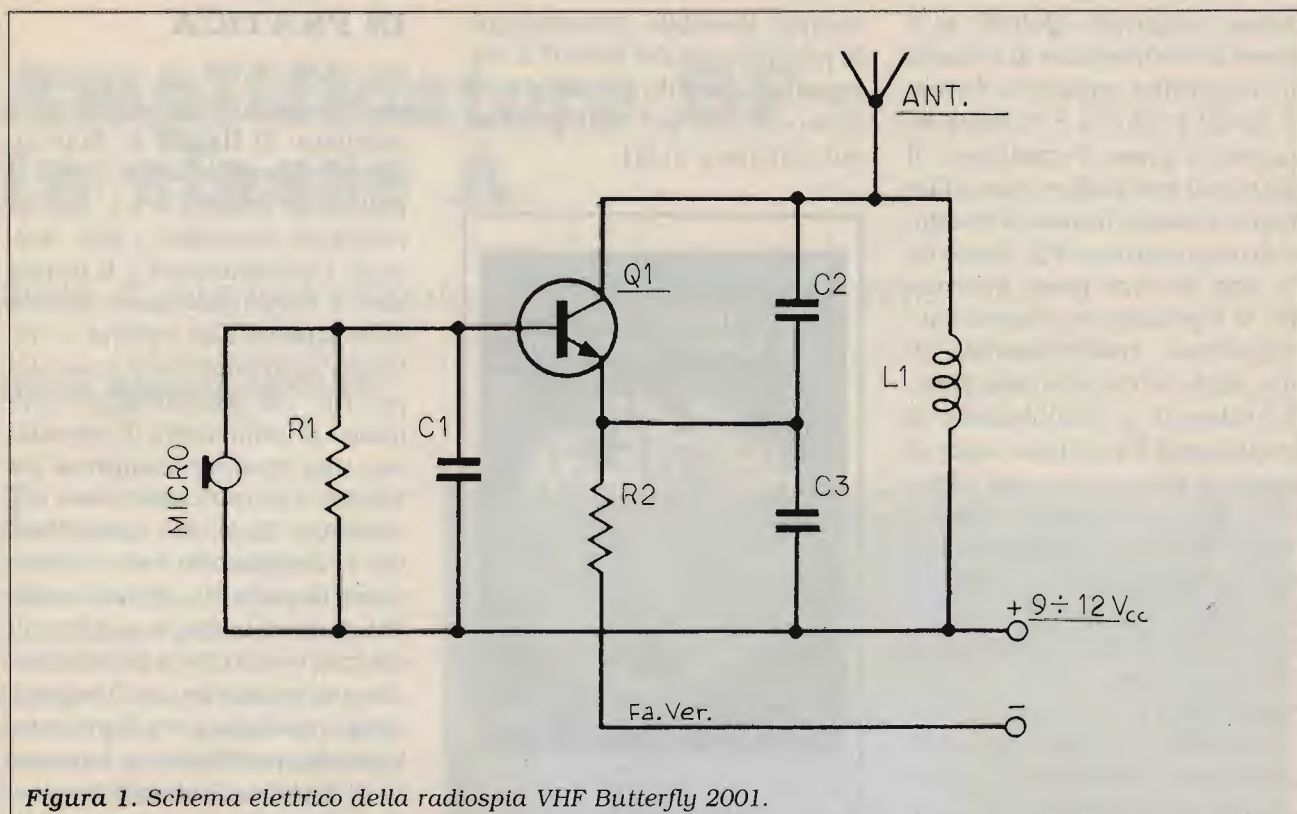 ANT.
Q1
C2
L1
MICRO
R1
C1
R2
C3
+ 9÷12 Vcc
Fa.Ver.
-
Figura 1. Schema elettrico della radiospia VHF Butterfly 2001.